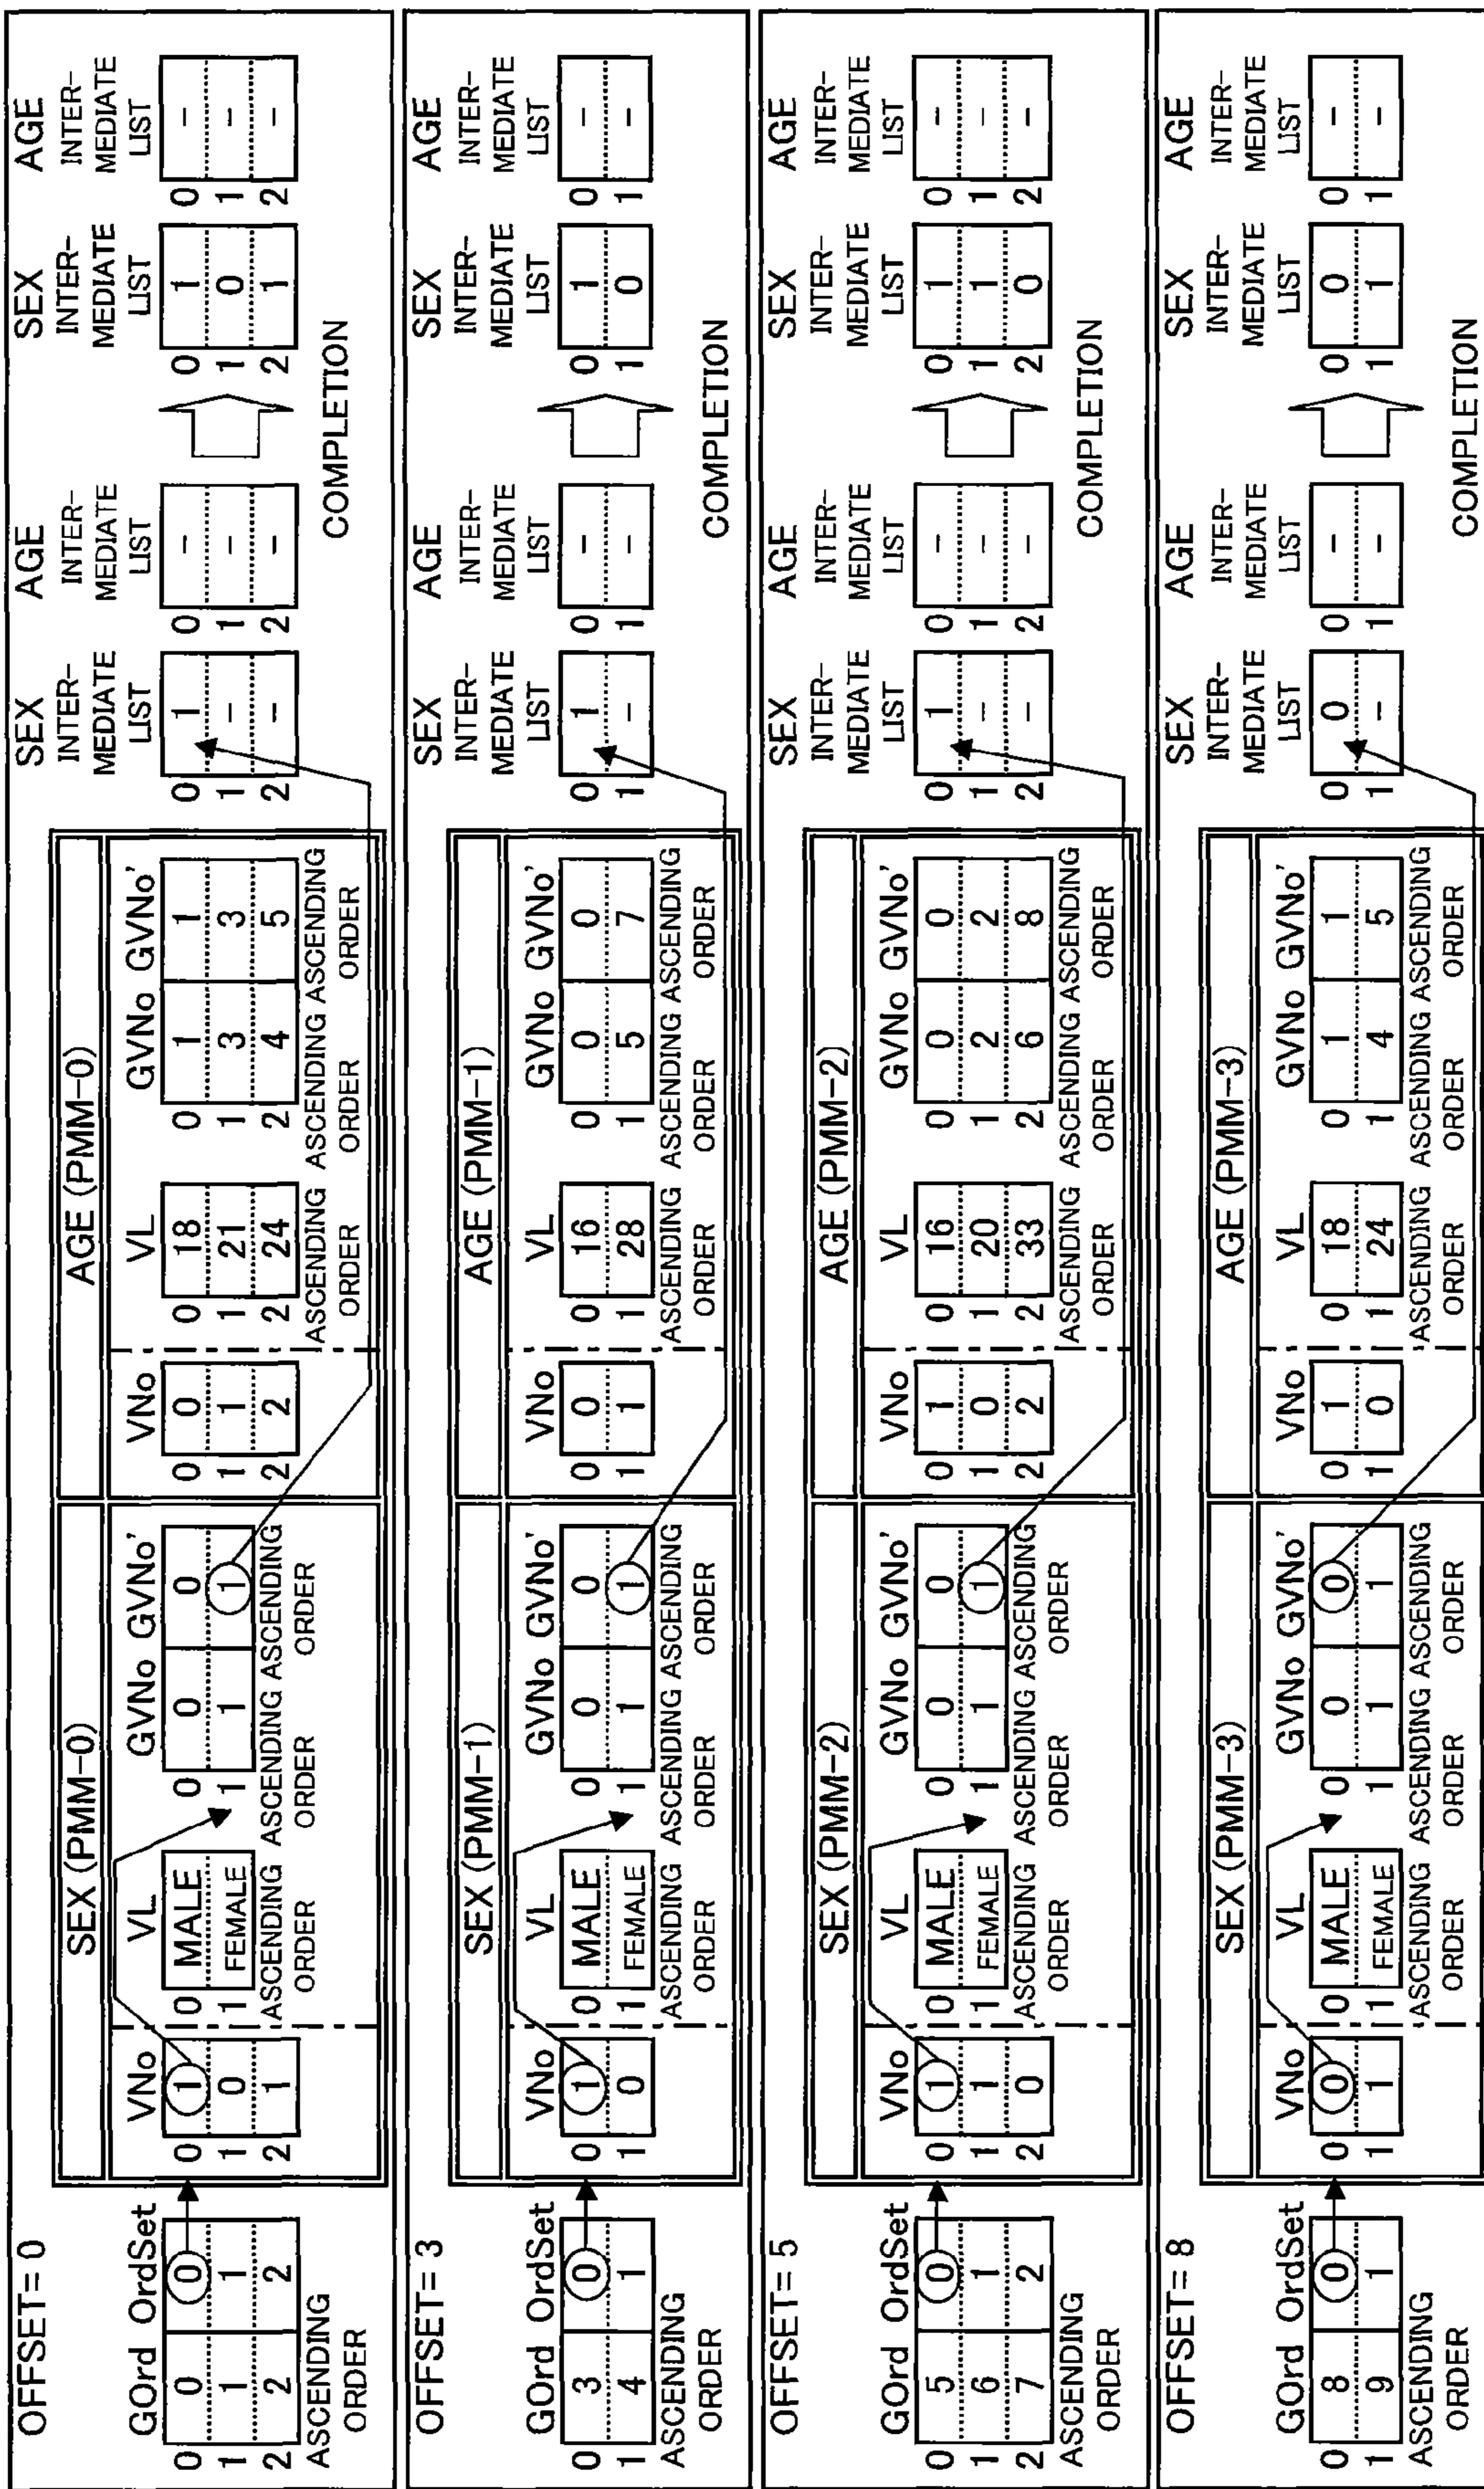 OFFSET= 0
SEX AGE SEX AGE
INTER- INTER- INTER- INTER-
SEX (PMM-0) AGE (PMM-0)
MEDIATE MEDIATE MEDIATE MEDIATE
GOrd OrdSet VNo VL GVNo GVNo' VNo VL GVNo GVNo' LIST LIST LIST LIST
0 0 0 0 1 0 MALE 0 0 0 0 0 0 18 0 1 1 0 1 0 - 0 1 0 -
1 1 1 1 0 1 FEMALE 1 1 1 1 1 1 21 1 3 3 1 - 1 - 1 0 1 -
2 2 2 2 1 2 2 2 24 2 4 5 2 - 2 - 2 1 2 -
ASCENDING ASCENDING ASCENDING ASCENDING ASCENDING ASCENDING ASCENDING
ORDER ORDER ORDER ORDER ORDER ORDER ORDER
COMPLETION
OFFSET= 3
SEX AGE SEX AGE
INTER- INTER- INTER- INTER-
SEX (PMM-1) AGE (PMM-1)
MEDIATE MEDIATE MEDIATE MEDIATE
GOrd OrdSet VNo VL GVNo GVNo' VNo VL GVNo GVNo' LIST LIST LIST LIST
0 3 0 0 1 0 MALE 0 0 0 0 0 0 16 0 0 0 0 1 0 - 0 1 0 -
1 4 1 1 0 1 FEMALE 1 1 1 1 1 1 28 1 5 7 1 - 1 - 1 0 1 -
ASCENDING ASCENDING ASCENDING ASCENDING ASCENDING ASCENDING ASCENDING
ORDER ORDER ORDER ORDER ORDER ORDER ORDER
COMPLETION
OFFSET= 5
SEX AGE SEX AGE
INTER- INTER- INTER- INTER-
SEX (PMM-2) AGE (PMM-2)
MEDIATE MEDIATE MEDIATE MEDIATE
GOrd OrdSet VNo VL GVNo GVNo' VNo VL GVNo GVNo' LIST LIST LIST LIST
0 5 0 0 1 0 MALE 0 0 0 0 1 0 16 0 0 0 0 1 0 - 0 1 0 -
1 6 1 1 1 1 FEMALE 1 1 1 1 0 1 20 1 2 2 1 - 1 - 1 1 1 -
2 7 2 2 0 2 2 2 33 2 6 8 2 - 2 - 2 0 2 -
ASCENDING ASCENDING ASCENDING ASCENDING ASCENDING ASCENDING ASCENDING
ORDER ORDER ORDER ORDER ORDER ORDER ORDER
COMPLETION
OFFSET= 8
SEX AGE SEX AGE
INTER- INTER- INTER- INTER-
SEX (PMM-3) AGE (PMM-3)
MEDIATE MEDIATE MEDIATE MEDIATE
GOrd OrdSet VNo VL GVNo GVNo' VNo VL GVNo GVNo' LIST LIST LIST LIST
0 8 0 0 0 0 MALE 0 0 0 0 1 0 18 0 1 1 0 0 0 - 0 0 0 -
1 9 1 1 1 1 FEMALE 1 1 1 1 0 1 24 1 4 5 1 - 1 - 1 1 1 -
ASCENDING ASCENDING ASCENDING ASCENDING ASCENDING ASCENDING ASCENDING
ORDER ORDER ORDER ORDER ORDER ORDER ORDER
COMPLETION